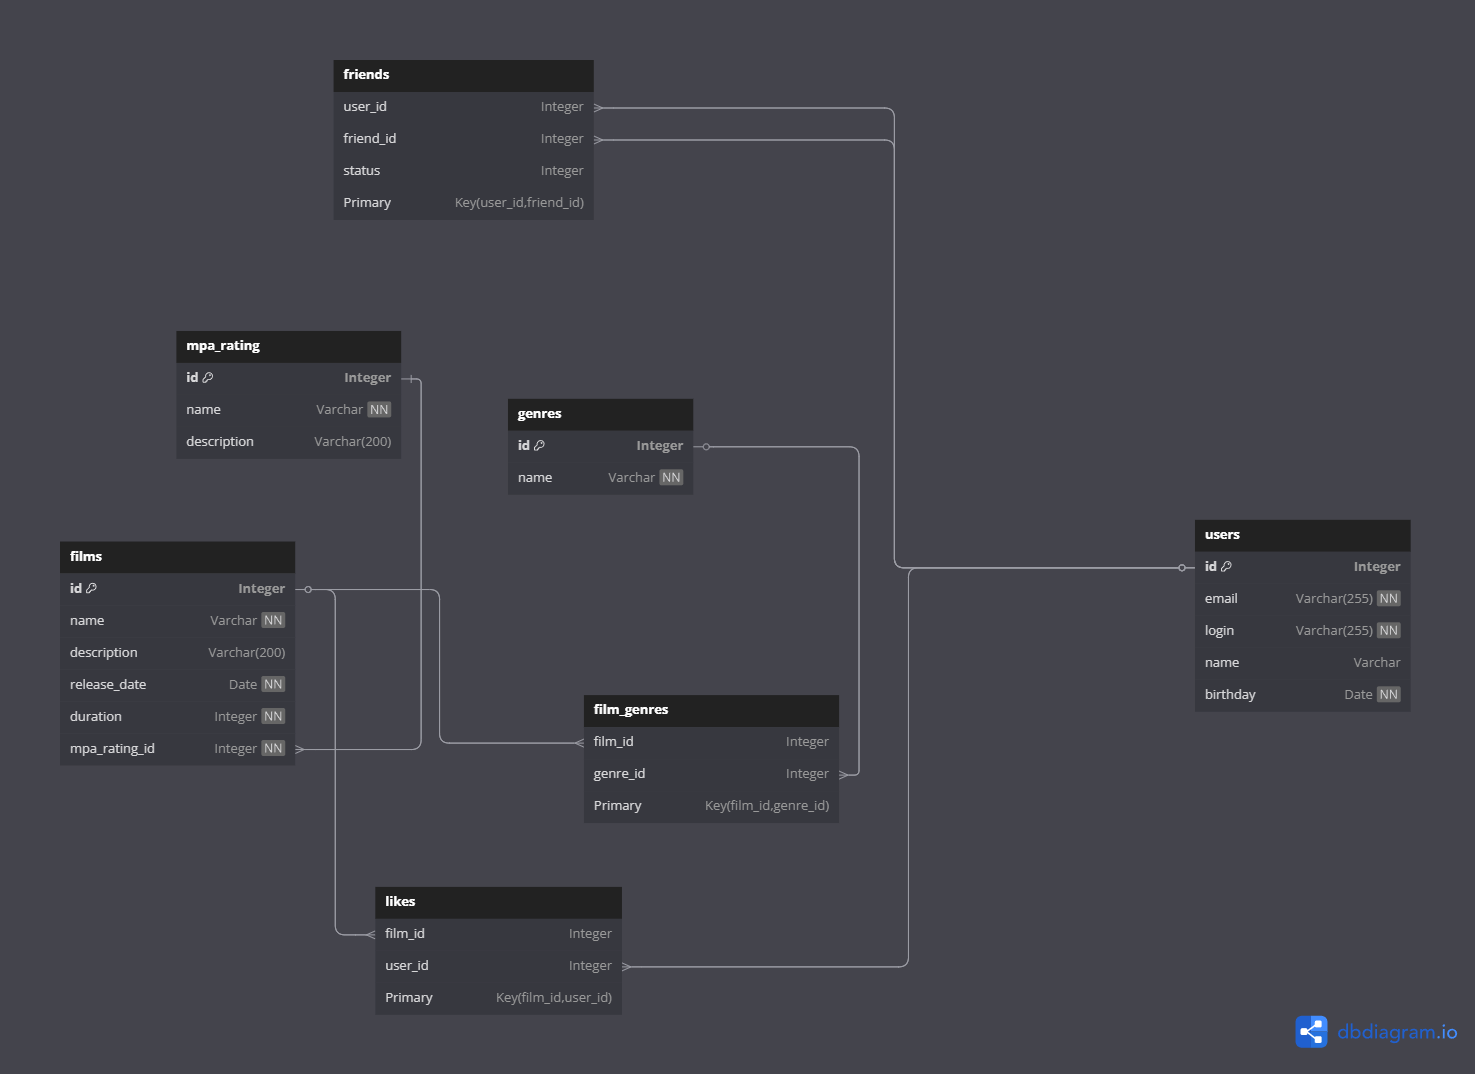 friends
user_id Integer
friend_id Integer
status Integer
Primary Key(user_id,friend_id)
mpa_rating
id Integer
name Varchar NN
description Varchar(200)
genres
id Integer
name Varchar NN
users
id Integer
email Varchar(255) NN
login Varchar(255) NN
name Varchar
birthday Date NN
films
id Integer
name Varchar NN
description Varchar(200)
release_date Date NN
duration Integer NN
mpa_rating_id Integer NN
film_genres
film_id Integer
genre_id Integer
Primary Key(film_id,genre_id)
likes
film_id Integer
user_id Integer
Primary Key(film_id,user_id)
dbdiagram.io